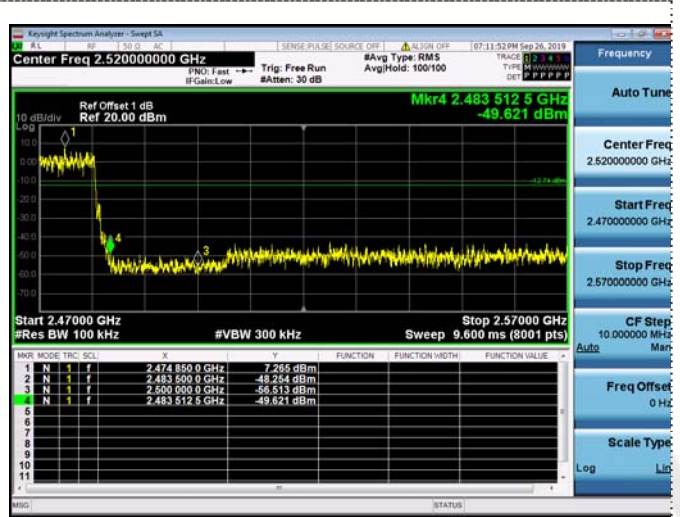 Keysight Spectrum Analyzer - Swept SA
RL RF 50 Ω AC SENSE:PULSE SOURCE OFF ALIGN OFF 07:11:52 PM Sep 26, 2019
Center Freq 2.520000000 GHz
PNO: Fast
IFGain:Low
Trig: Free Run
#Atten: 30 dB
#Avg Type: RMS
Avg|Hold: 100/100
TRACE 1 2 3 4 5 6
TYPE M WWWWW
DET P P P P P P
Frequency
Mkr4 2.483 512 5 GHz
-49.621 dBm
Ref Offset 1 dB
10 dB/div Ref 20.00 dBm
Log
10.0
0.00
-10.0
-20.0
-30.0
-40.0
-50.0
-60.0
-70.0
1
4
3
-12.74 dBm
Start 2.47000 GHz
Stop 2.57000 GHz
#Res BW 100 kHz #VBW 300 kHz Sweep 9.600 ms (8001 pts)
MKR MODE TRC SCL X Y FUNCTION FUNCTION WIDTH FUNCTION VALUE
1 N 1 f 2.474 850 0 GHz 7.265 dBm
2 N 1 f 2.483 500 0 GHz -48.254 dBm
3 N 1 f 2.500 000 0 GHz -56.513 dBm
4 N 1 f 2.483 512 5 GHz -49.621 dBm
5
6
7
8
9
10
11
MSG STATUS
Auto Tune
Center Freq
2.520000000 GHz
Start Freq
2.470000000 GHz
Stop Freq
2.570000000 GHz
CF Step
10.000000 MHz
Auto Man
Freq Offset
0 Hz
Scale Type
Log Lin